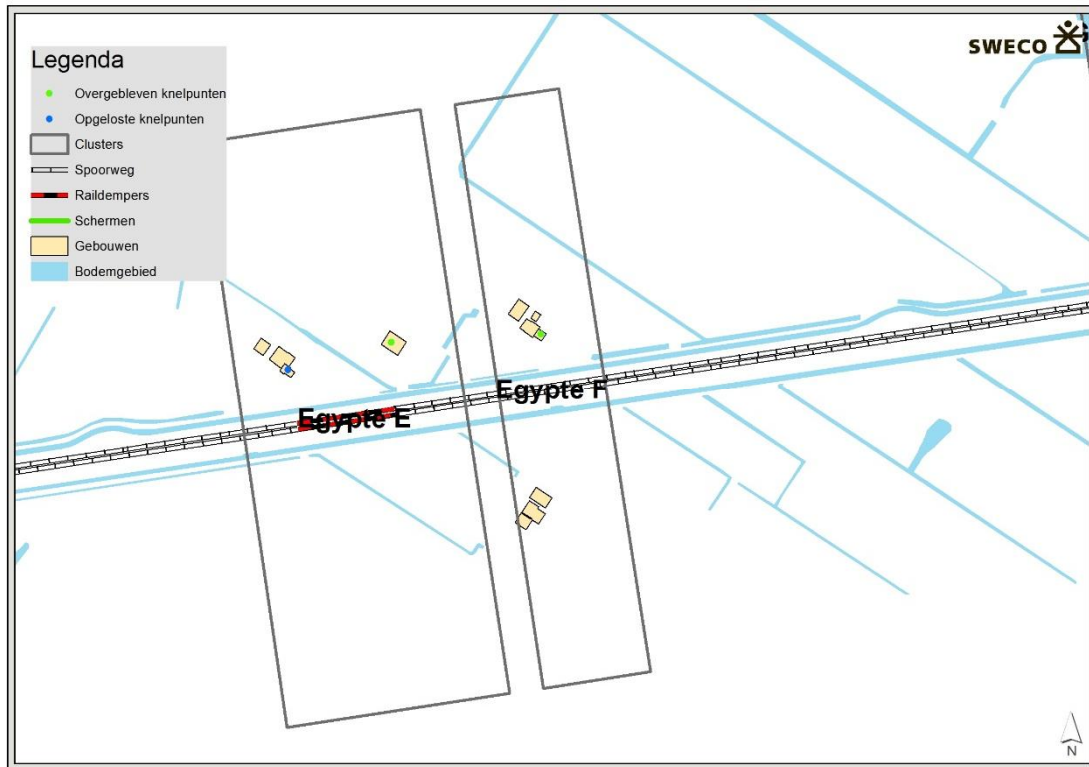 SWECO
Legenda
Overgebleven knelpunten
Opgeloste knelpunten
Clusters
Spoorweg
Raildempers
Schermen
Gebouwen
Bodemgebied
Egypte F
Egypte E
N